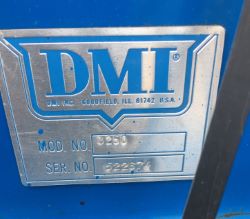 DMI®
DMI, INC. GOODFIELD, ILL. 61742 U.S.A.
MOD. NO. 3250
SER. NO.